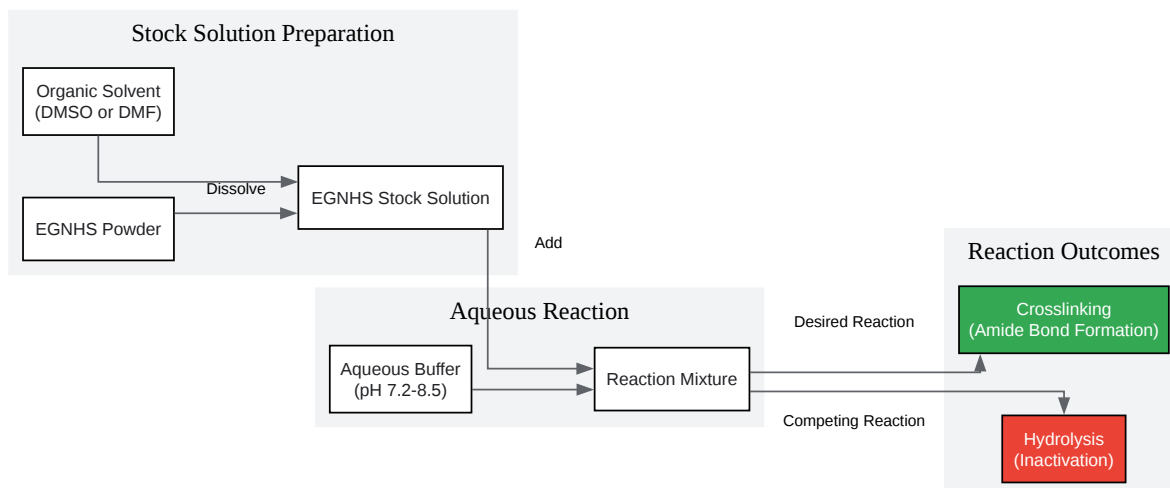 Stock Solution Preparation
Organic Solvent
(DMSO or DMF)
Dissolve
EGNHS Stock Solution
EGNHS Powder
Add
Aqueous Reaction
Aqueous Buffer
(pH 7.2-8.5)
Reaction Mixture
Desired Reaction
Competing Reaction
Reaction Outcomes
Crosslinking
(Amide Bond Formation)
Hydrolysis
(Inactivation)